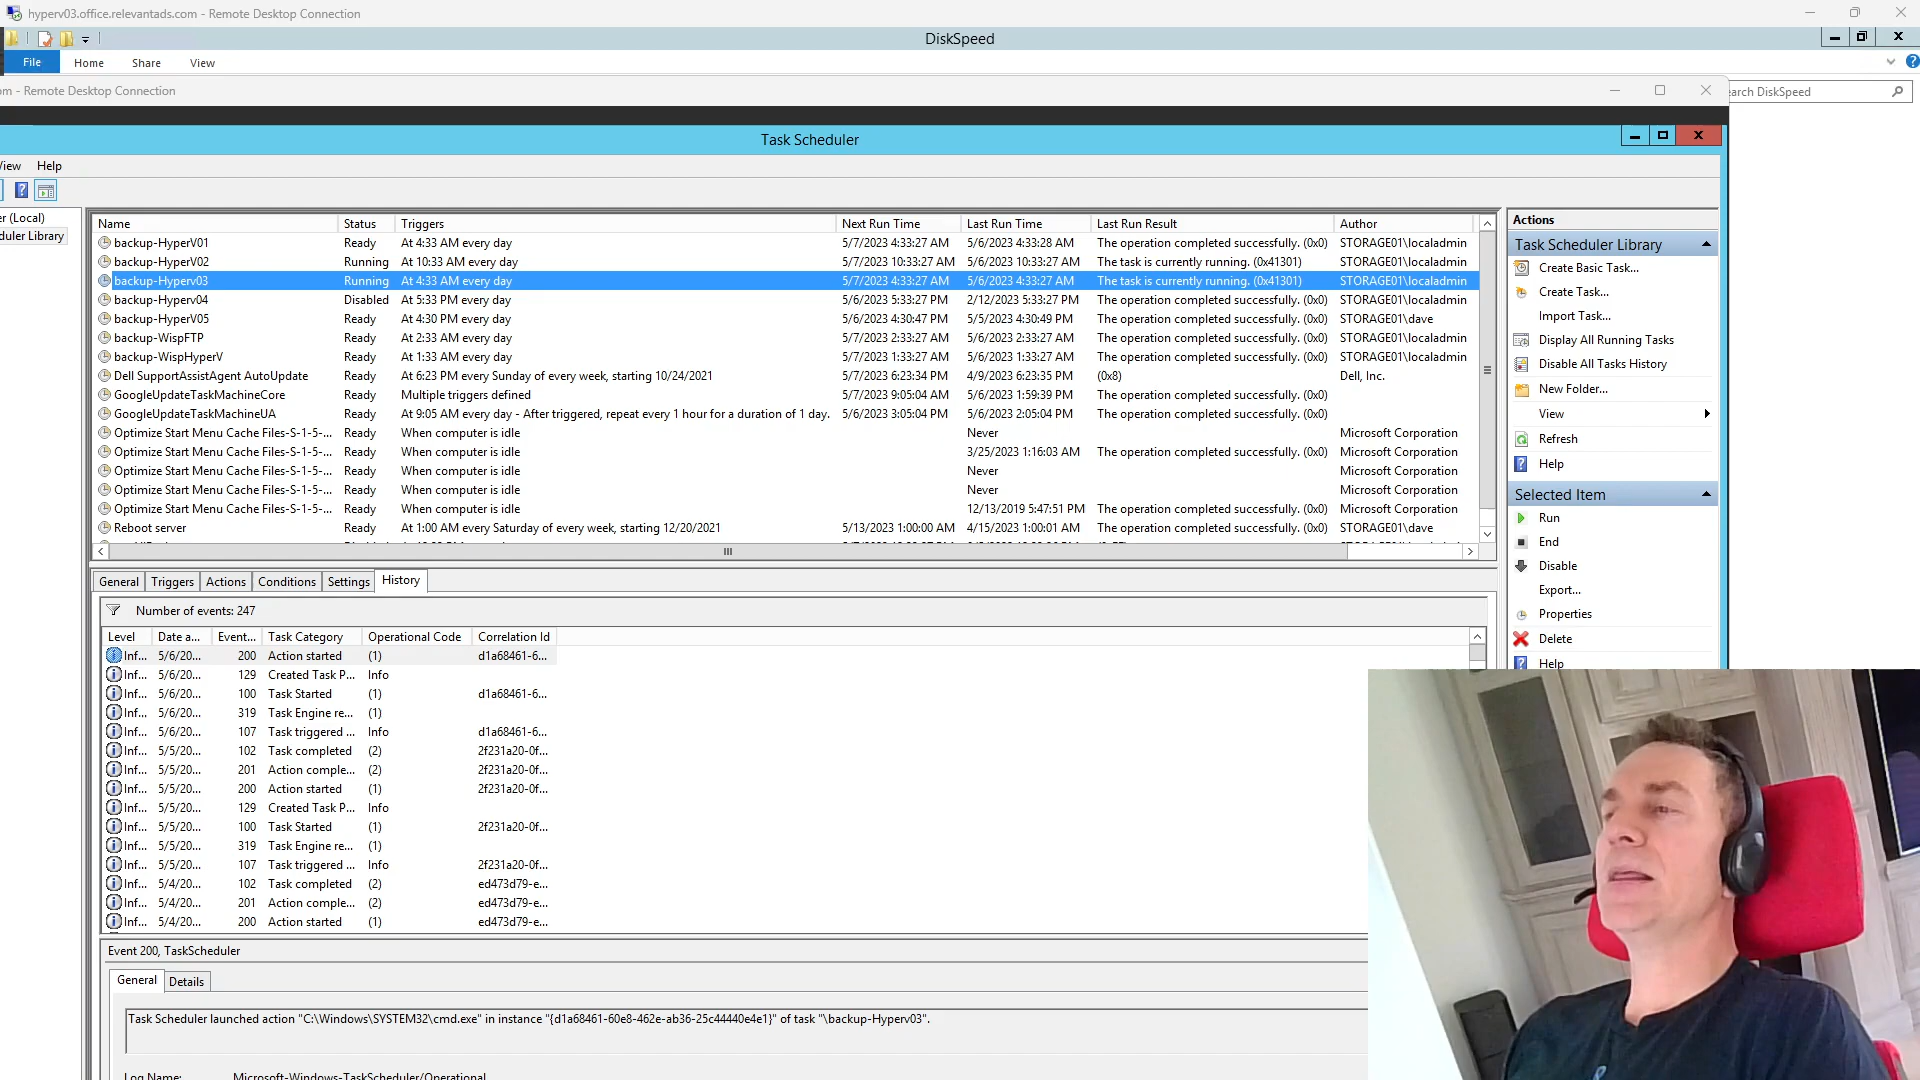 hyperv03.office.relevantads.com - Remote Desktop Connection
DiskSpeed
File Home Share View
om - Remote Desktop Connection
earch DiskSpeed
Task Scheduler
View Help
er (Local)
duler Library
Name Status Triggers Next Run Time Last Run Time Last Run Result Author
backup-HyperV01 Ready At 4:33 AM every day 5/7/2023 4:33:27 AM 5/6/2023 4:33:28 AM The operation completed successfully. (0x0) STORAGE01\localadmin
backup-HyperV02 Running At 10:33 AM every day 5/7/2023 10:33:27 AM 5/6/2023 10:33:27 AM The task is currently running. (0x41301) STORAGE01\localadmin
backup-Hyperv03 Running At 4:33 AM every day 5/7/2023 4:33:27 AM 5/6/2023 4:33:27 AM The task is currently running. (0x41301) STORAGE01\localadmin
backup-Hyperv04 Disabled At 5:33 PM every day 5/6/2023 5:33:27 PM 2/12/2023 5:33:27 PM The operation completed successfully. (0x0) STORAGE01\localadmin
backup-HyperV05 Ready At 4:30 PM every day 5/6/2023 4:30:47 PM 5/5/2023 4:30:49 PM The operation completed successfully. (0x0) STORAGE01\dave
backup-WispFTP Ready At 2:33 AM every day 5/7/2023 2:33:27 AM 5/6/2023 2:33:27 AM The operation completed successfully. (0x0) STORAGE01\localadmin
backup-WispHyperV Ready At 1:33 AM every day 5/7/2023 1:33:27 AM 5/6/2023 1:33:27 AM The operation completed successfully. (0x0) STORAGE01\localadmin
Dell SupportAssistAgent AutoUpdate Ready At 6:23 PM every Sunday of every week, starting 10/24/2021 5/7/2023 6:23:34 PM 4/9/2023 6:23:35 PM (0x8) Dell, Inc.
GoogleUpdateTaskMachineCore Ready Multiple triggers defined 5/7/2023 9:05:04 AM 5/6/2023 1:59:39 PM The operation completed successfully. (0x0)
GoogleUpdateTaskMachineUA Ready At 9:05 AM every day - After triggered, repeat every 1 hour for a duration of 1 day. 5/6/2023 3:05:04 PM 5/6/2023 2:05:04 PM The operation completed successfully. (0x0)
Optimize Start Menu Cache Files-S-1-5-... Ready When computer is idle Never Microsoft Corporation
Optimize Start Menu Cache Files-S-1-5-... Ready When computer is idle 3/25/2023 1:16:03 AM The operation completed successfully. (0x0) Microsoft Corporation
Optimize Start Menu Cache Files-S-1-5-... Ready When computer is idle Never Microsoft Corporation
Optimize Start Menu Cache Files-S-1-5-... Ready When computer is idle Never Microsoft Corporation
Optimize Start Menu Cache Files-S-1-5-... Ready When computer is idle 12/13/2019 5:47:51 PM The operation completed successfully. (0x0) Microsoft Corporation
Reboot server Ready At 1:00 AM every Saturday of every week, starting 12/20/2021 5/13/2023 1:00:00 AM 4/15/2023 1:00:01 AM The operation completed successfully. (0x0) STORAGE01\dave
Actions
Task Scheduler Library
Create Basic Task...
Create Task...
Import Task...
Display All Running Tasks
Disable All Tasks History
New Folder...
View
Refresh
Help
Selected Item
Run
End
Disable
Export...
Properties
Delete
Help
General Triggers Actions Conditions Settings History
Number of events: 247
Level Date a... Event... Task Category Operational Code Correlation Id
Inf... 5/6/20... 200 Action started (1) d1a68461-6...
Inf... 5/6/20... 129 Created Task P... Info
Inf... 5/6/20... 100 Task Started (1) d1a68461-6...
Inf... 5/6/20... 319 Task Engine re... (1)
Inf... 5/6/20... 107 Task triggered ... Info d1a68461-6...
Inf... 5/5/20... 102 Task completed (2) 2f231a20-0f...
Inf... 5/5/20... 201 Action comple... (2) 2f231a20-0f...
Inf... 5/5/20... 200 Action started (1) 2f231a20-0f...
Inf... 5/5/20... 129 Created Task P... Info
Inf... 5/5/20... 100 Task Started (1) 2f231a20-0f...
Inf... 5/5/20... 319 Task Engine re... (1)
Inf... 5/5/20... 107 Task triggered ... Info 2f231a20-0f...
Inf... 5/4/20... 102 Task completed (2) ed473d79-e...
Inf... 5/4/20... 201 Action comple... (2) ed473d79-e...
Inf... 5/4/20... 200 Action started (1) ed473d79-e...
Event 200, TaskScheduler
General Details
Task Scheduler launched action "C:\Windows\SYSTEM32\cmd.exe" in instance "{d1a68461-60e8-462e-ab36-25c44440e4e1}" of task "\backup-Hyperv03".
Log Name: Microsoft-Windows-TaskScheduler/Operational